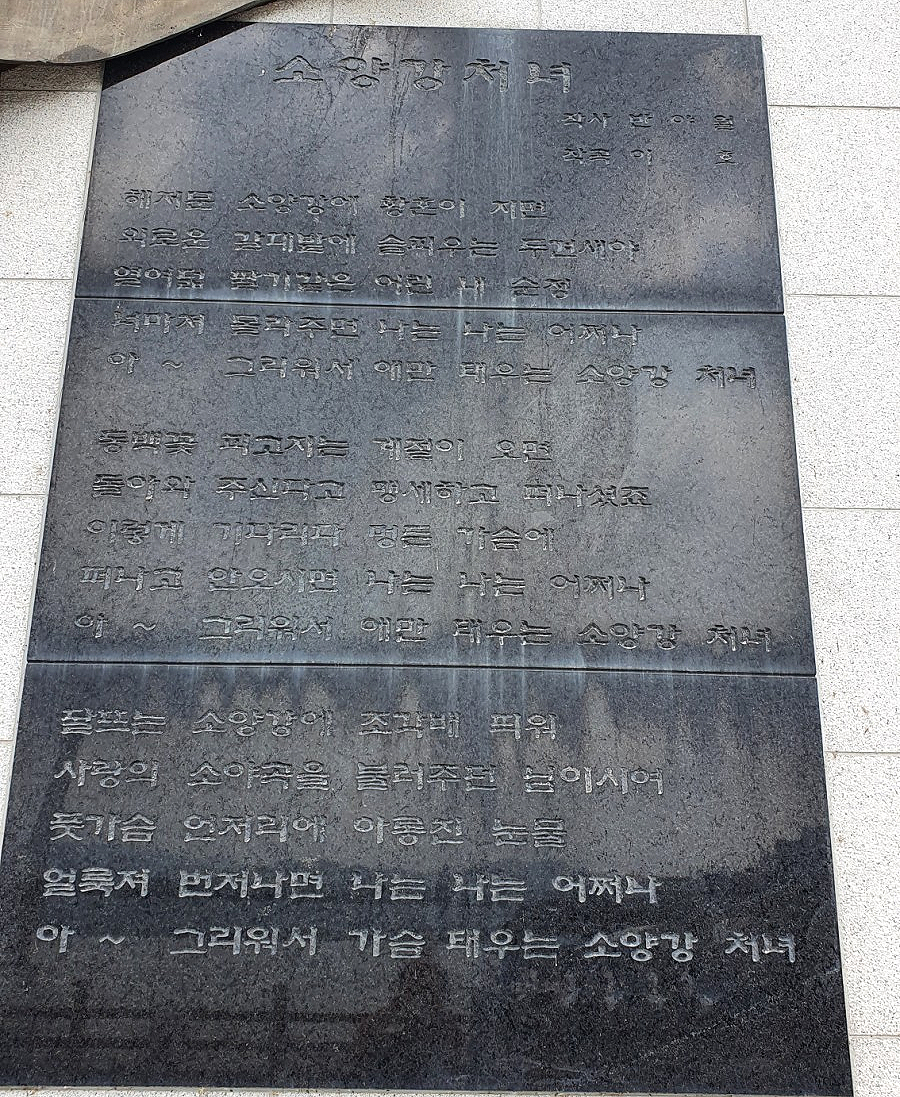 소양강처녀
작사 반 야 월
작곡 이 호
해저문 소양강에 황혼이 지면
외로운 갈대밭에 슬피우는 두견새야
열여덟 딸기같은 어린 내 순정
너마저 몰라주면 나는 나는 어쩌나
아 ~ 그리워서 애만 태우는 소양강 처녀
동백꽃 피고지는 계절이 오면
돌아와 주신다고 맹세하고 떠나셨죠
이렇게 기다리다 멍든 가슴에
떠나고 안오시면 나는 나는 어쩌나
아 ~ 그리워서 애만 태우는 소양강 처녀
달뜨는 소양강에 조각배 띄워
사랑의 소야곡을 불러주던 님이시여
풋가슴 언저리에 아롱진 눈물
얼룩져 번져나면 나는 나는 어쩌나
아 ~ 그리워서 가슴 태우는 소양강 처녀